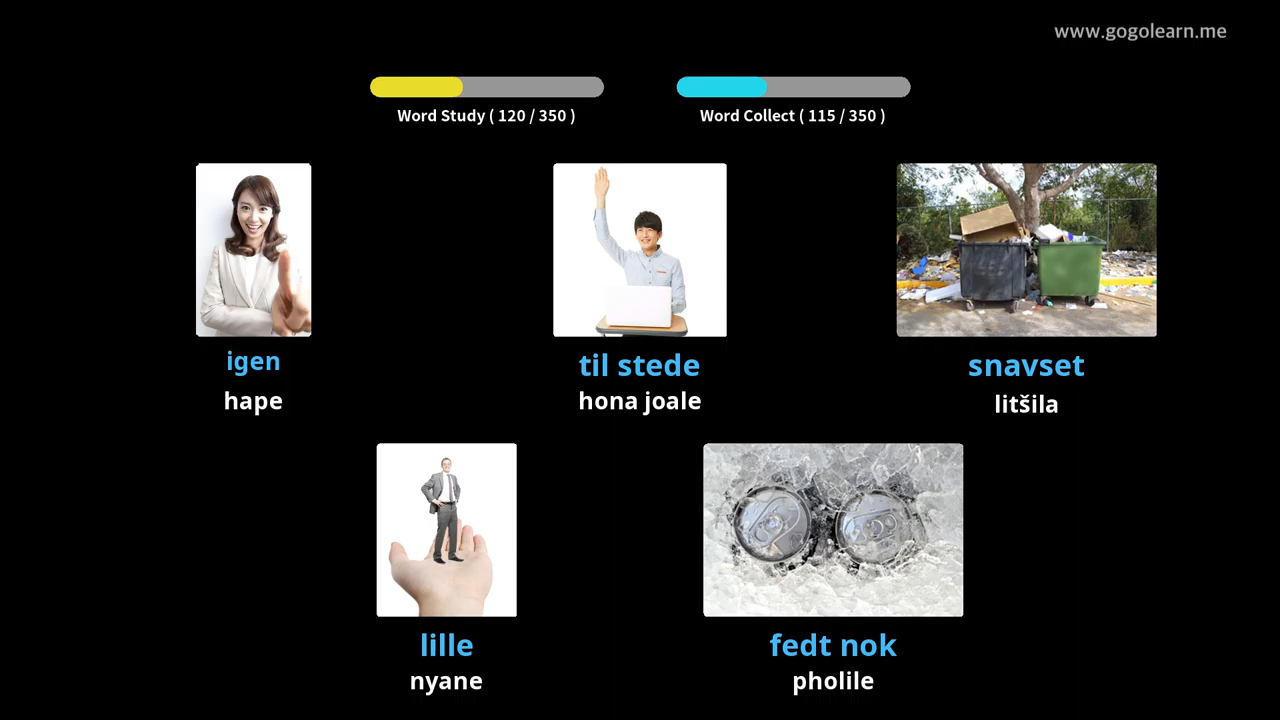 www.gogolearn.me
Word Study ( 120 / 350 )
Word Collect ( 115 / 350 )
igen
hape
til stede
hona joale
snavset
litšila
lille
nyane
fedt nok
pholile